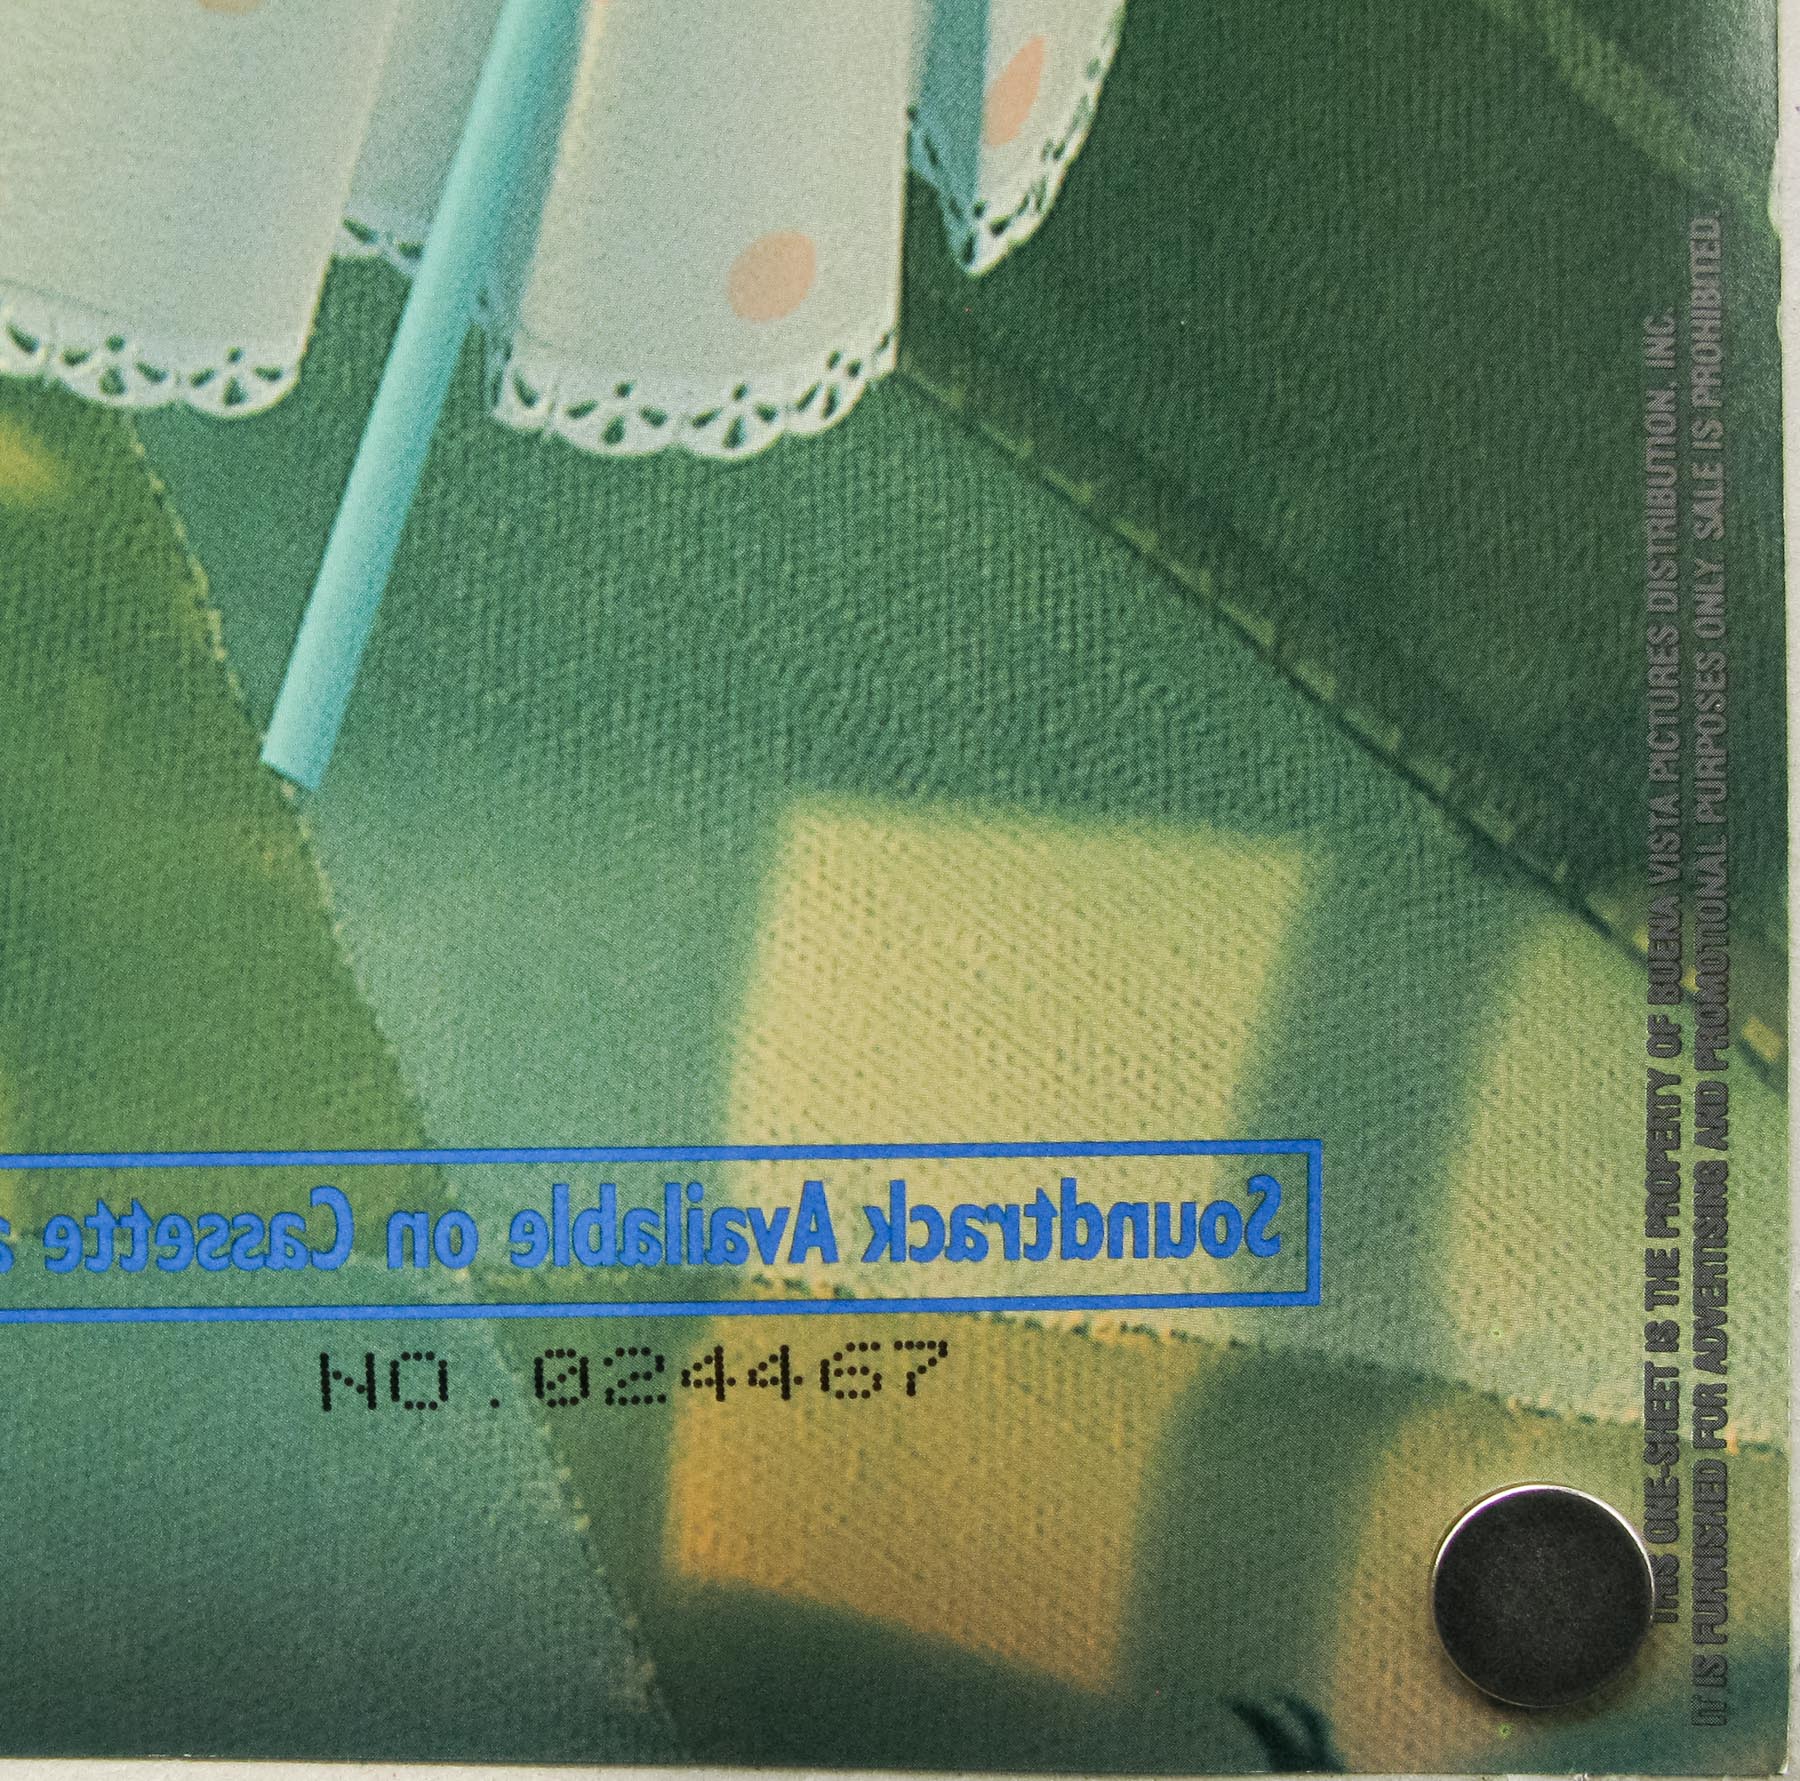 Soundtrack Available on Cassette a
NO.024467
THIS ONE-SHEET IS THE PROPERTY OF BUENA VISTA PICTURES DISTRIBUTION, INC.
IT IS FURNISHED FOR ADVERTISING AND PROMOTIONAL PURPOSES ONLY. SALE IS PROHIBITED.